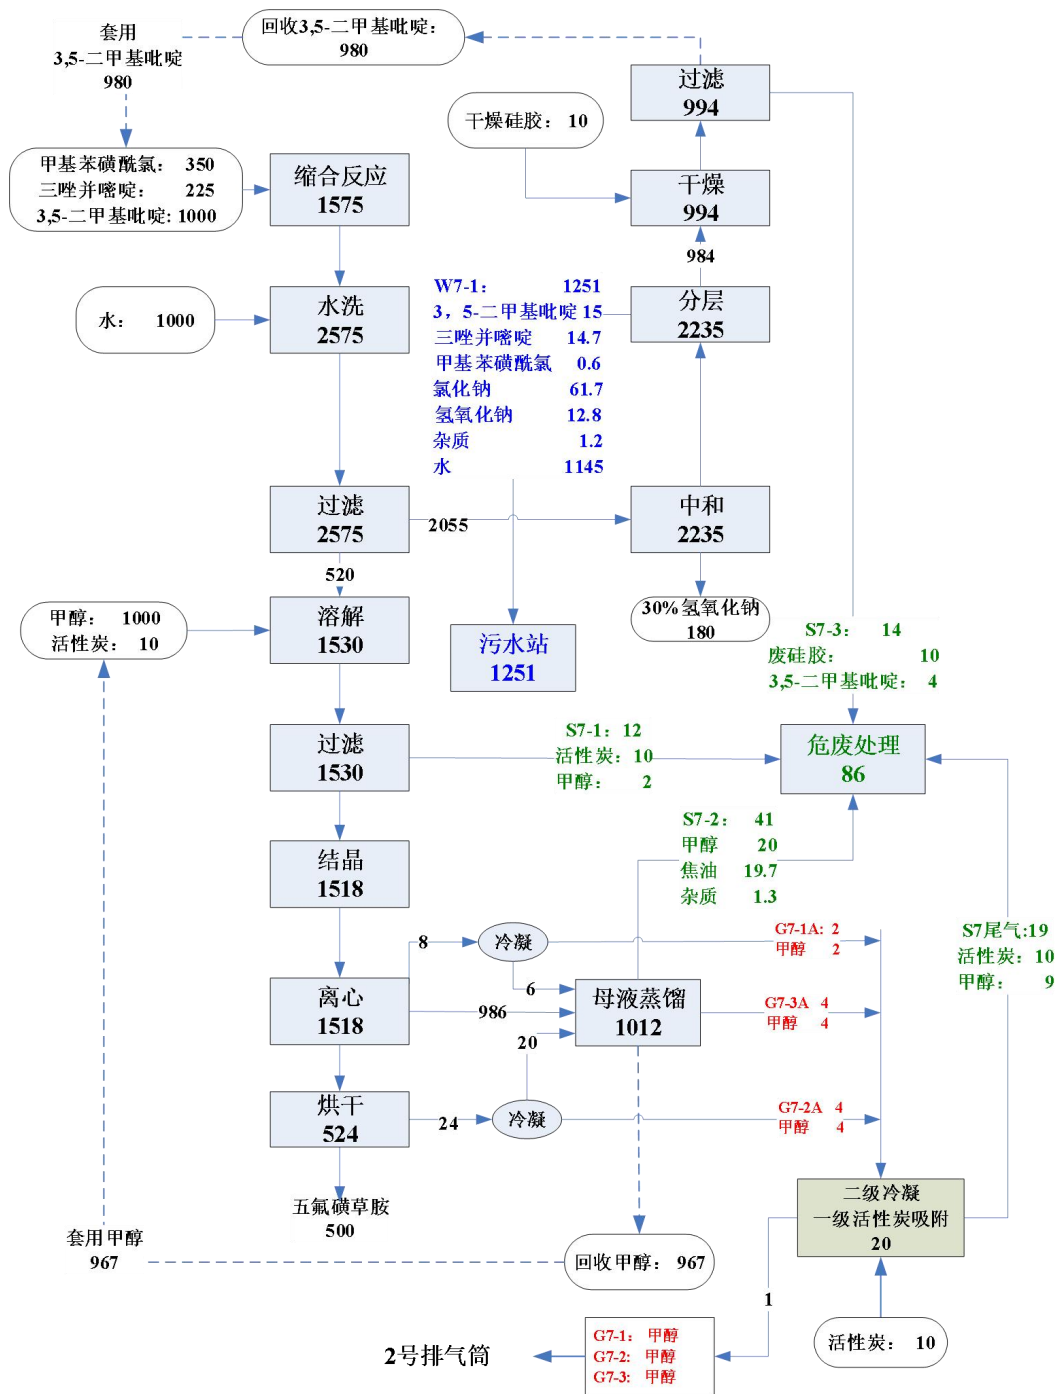 套用
3,5-二甲基吡啶
980
回收3,5-二甲基吡啶：
980
过滤
994
干燥硅胶： 10
干燥
994
甲基苯磺酰氯： 350
三唑并嘧啶： 225
3,5-二甲基吡啶: 1000
缩合反应
1575
984
水： 1000
水洗
2575
W7-1： 1251
3，5-二甲基吡啶 15
三唑并嘧啶 14.7
甲基苯磺酰氯 0.6
氯化钠 61.7
氢氧化钠 12.8
杂质 1.2
水 1145
分层
2235
过滤
2575
2055
中和
2235
520
甲醇： 1000
活性炭： 10
溶解
1530
30%氢氧化钠
180
污水站
1251
S7-3： 14
废硅胶： 10
3,5-二甲基吡啶： 4
过滤
1530
S7-1：12
活性炭：10
甲醇： 2
危废处理
86
S7-2： 41
甲醇 20
焦油 19.7
杂质 1.3
结晶
1518
8
冷凝
G7-1A: 2
甲醇 2
S7尾气:19
活性炭：10
甲醇： 9
6
离心
1518
986
母液蒸馏
1012
G7-3A 4
甲醇 4
20
烘干
524
24
冷凝
G7-2A 4
甲醇 4
五氟磺草胺
500
二级冷凝
一级活性炭吸附
20
套用甲醇
967
回收甲醇： 967
1
活性炭： 10
2号排气筒
G7-1： 甲醇
G7-2: 甲醇
G7-3: 甲醇